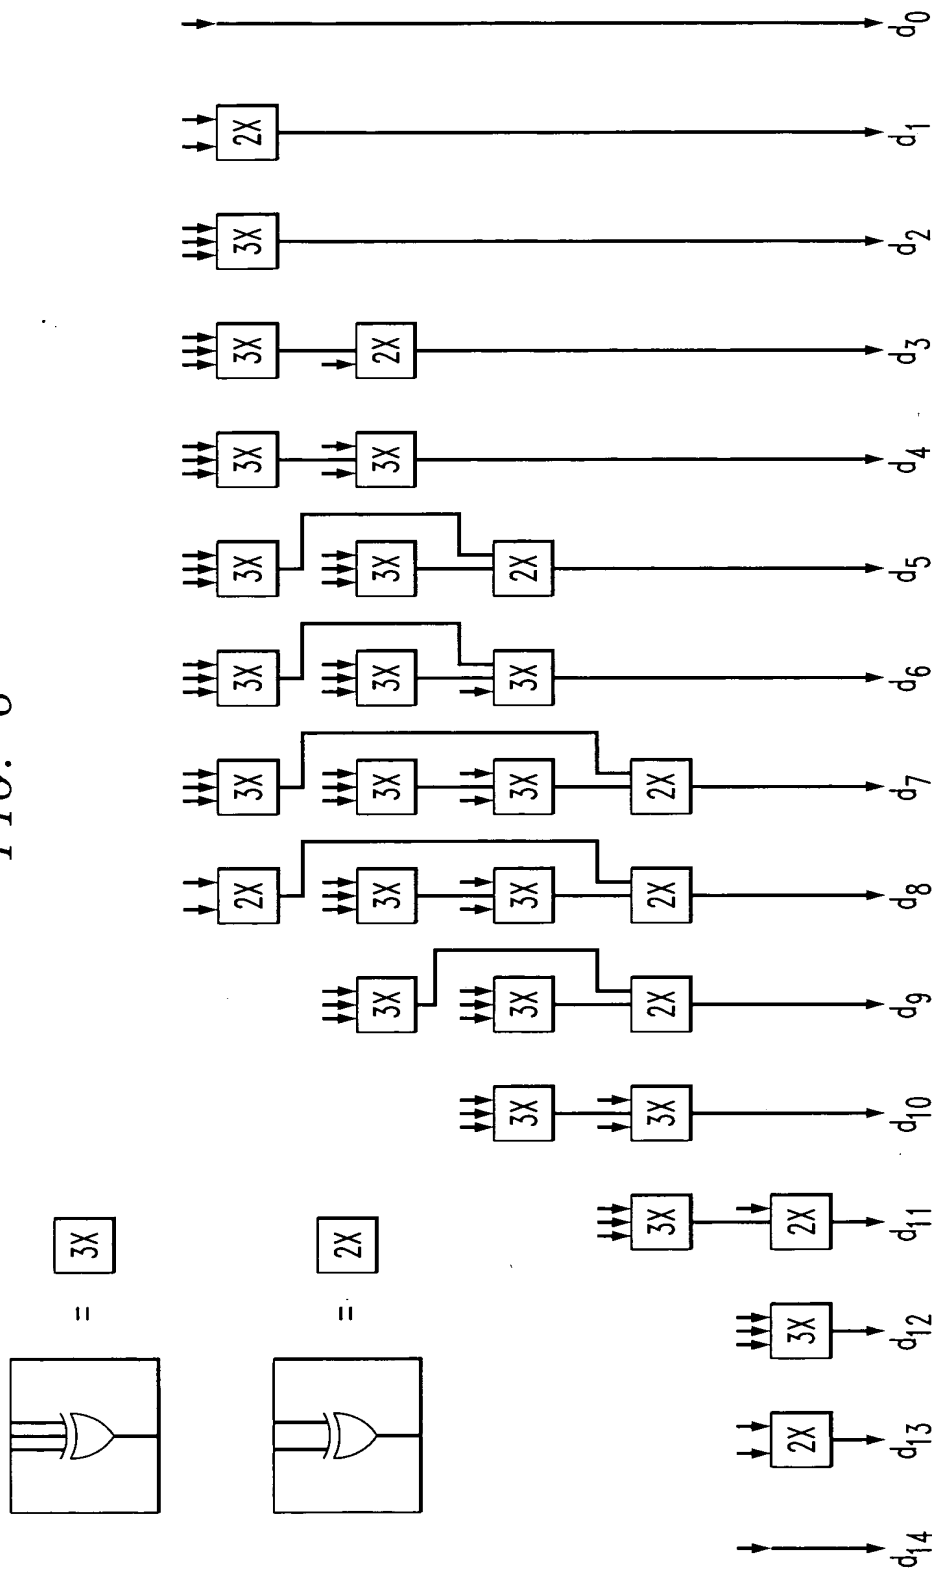 FIG.
= 3X
2X 3X 3X 3X 3X 3X 3X 2X
= 2X
3X 3X 3X 3X 3X 3X 2X
3X 3X 3X 3X 3X 2X
3X 3X 2X 2X 2X
2X 3X 2X
d14 d13 d12 d11 d10 d9 d8 d7 d6 d5 d4 d3 d2 d1 d0